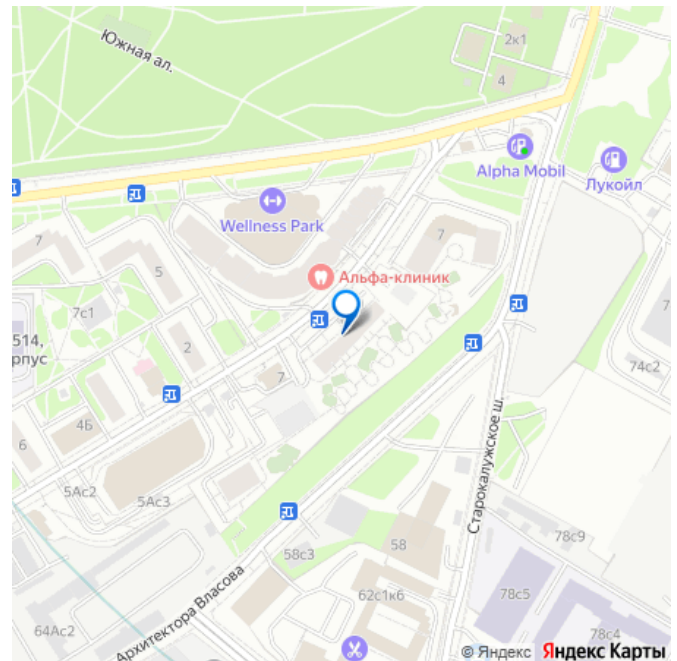 Южная ал.
2к1
4
Alpha Mobil
Лукойл
Wellness Park
7
7
5
Альфа-клиник
7с1
514,
рпус
2
7
74с2
4Б
6
5Ас2
5Ас3
Старокалужское ш.
58с3
58
78с9
62с1к6
78с5
64Ас2
Архитектора Власова
78с4
© Яндекс Яндекс Карты